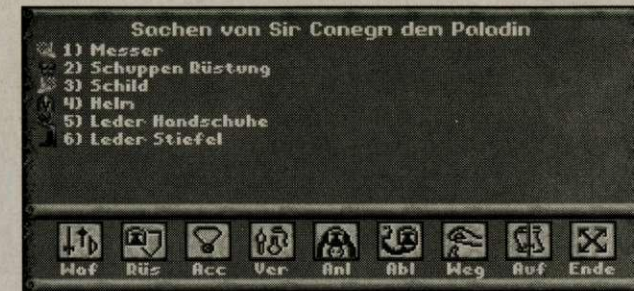 Sachen von Sir Conegn den Paladin
1) Messer
2) Schuppen Rüstung
3) Schild
4) Helm
5) Leder Handschuhe
6) Leder Stiefel
Waf Rüs Acc Ver Anl Abl Weg Auf Ende